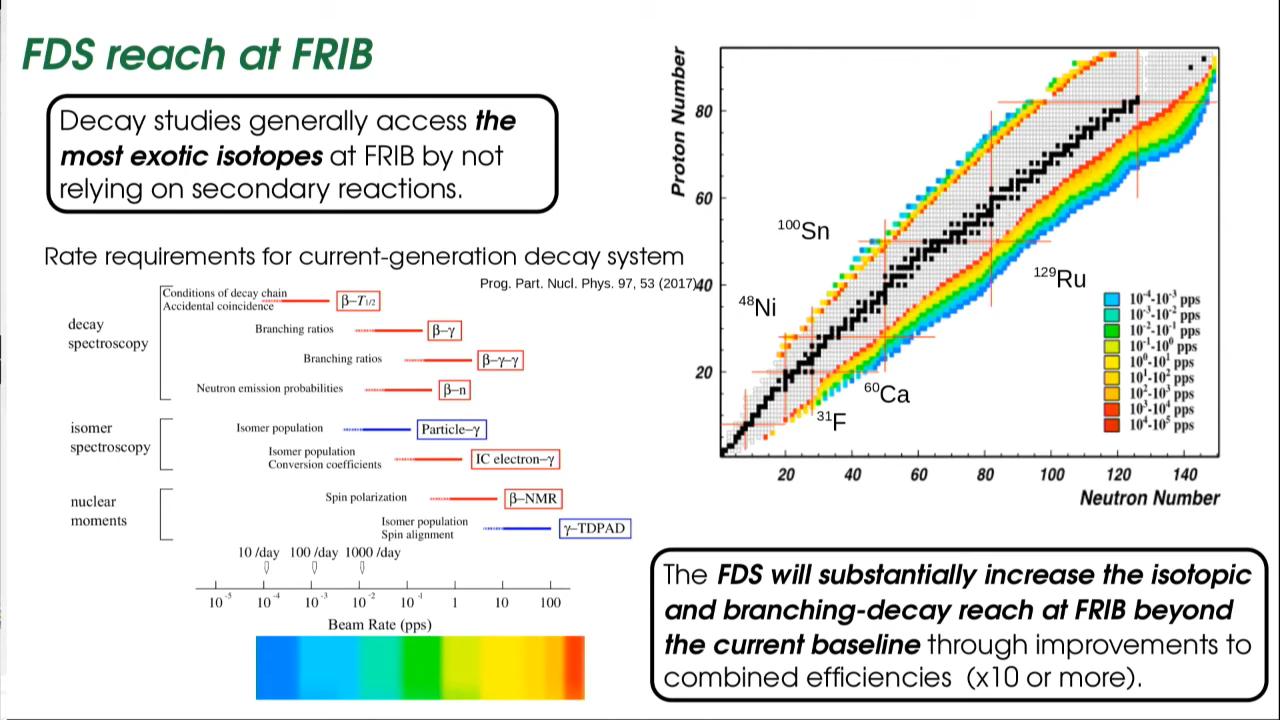 FDS reach at FRIB
Decay studies generally access the
most exotic isotopes at FRIB by not
relying on secondary reactions.
Rate requirements for current-generation decay system
Prog. Part. Nucl. Phys. 97, 53 (2017)
decay
spectroscopy
Conditions of decay chain
Accidental coincidence
β−T1/2
Branching ratios
β−γ
Branching ratios
β−γ−γ
Neutron emission probabilities
β−n
isomer
spectroscopy
Isomer population
Particle−γ
Isomer population
Conversion coefficients
IC electron−γ
nuclear
moments
Spin polarization
β−NMR
Isomer population
Spin alignment
γ−TDPAD
10 /day 100 /day 1000 /day
10⁻⁵ 10⁻⁴ 10⁻³ 10⁻² 10⁻¹ 1 10 100
Beam Rate (pps)
Proton Number
80
60
40
20
¹⁰⁰Sn
⁴⁸Ni
¹²⁹Ru
⁶⁰Ca
³¹F
10⁻⁴-10⁻³ pps
10⁻³-10⁻² pps
10⁻²-10⁻¹ pps
10⁻¹-10⁰ pps
10⁰-10¹ pps
10¹-10² pps
10²-10³ pps
10³-10⁴ pps
10⁴-10⁵ pps
20 40 60 80 100 120 140
Neutron Number
The FDS will substantially increase the isotopic
and branching-decay reach at FRIB beyond
the current baseline through improvements to
combined efficiencies (x10 or more).